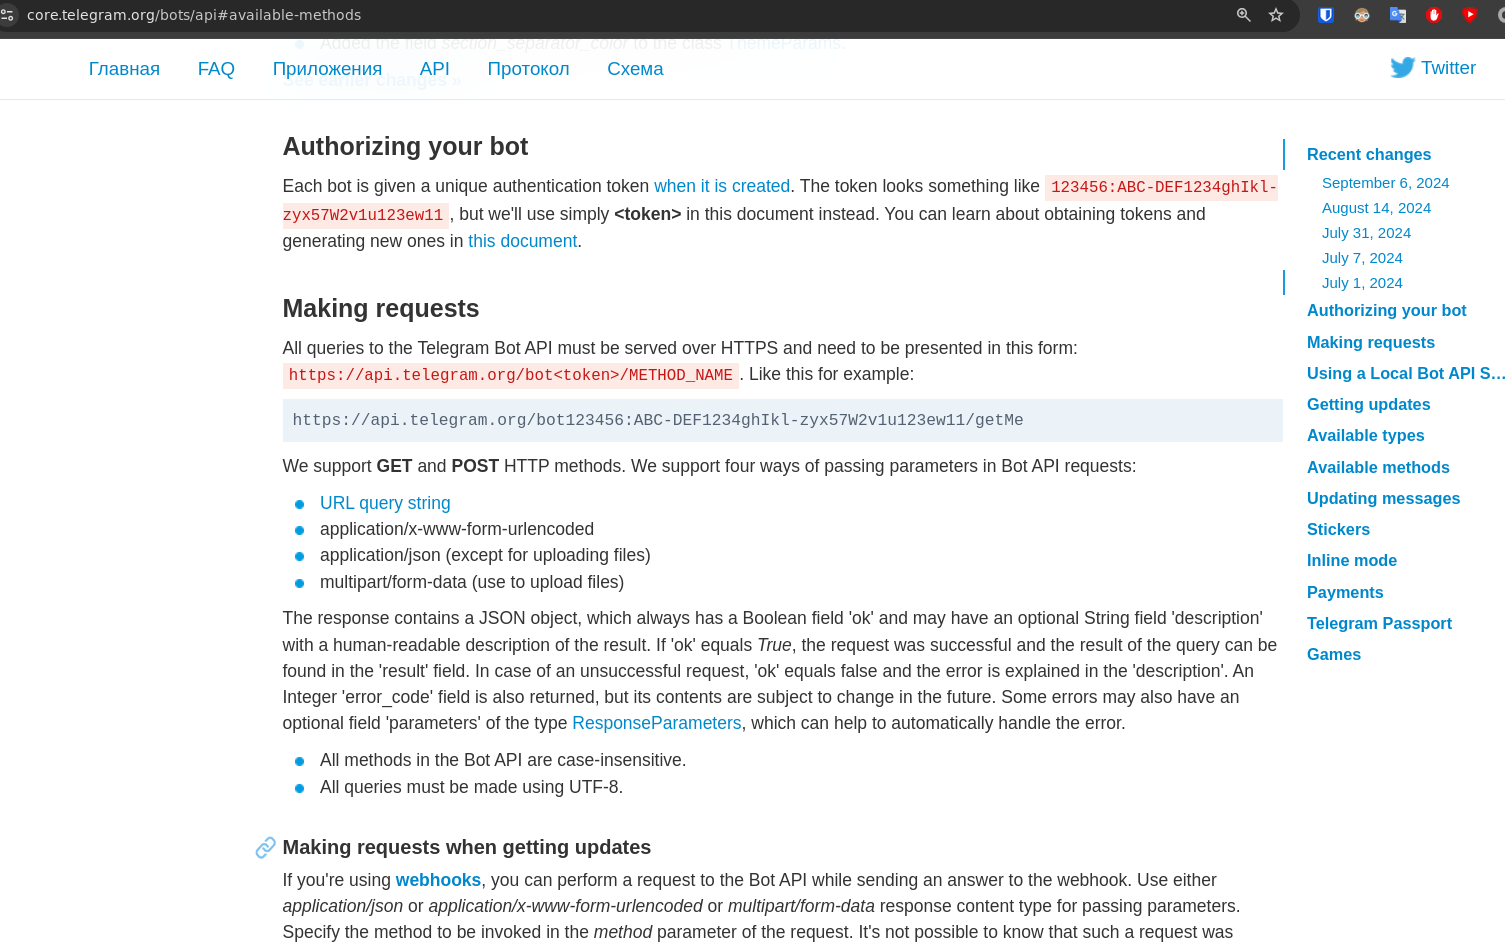 core.telegram.org/bots/api#available-methods
Added the field section_separator_color to the class ThemeParams.
Главная FAQ Приложения API Протокол Схема Twitter
See earlier changes »
Authorizing your bot
Each bot is given a unique authentication token when it is created. The token looks something like 123456:ABC-DEF1234ghIkl-
zyx57W2v1u123ew11, but we'll use simply <token> in this document instead. You can learn about obtaining tokens and
generating new ones in this document.
Making requests
All queries to the Telegram Bot API must be served over HTTPS and need to be presented in this form:
https://api.telegram.org/bot<token>/METHOD_NAME. Like this for example:
https://api.telegram.org/bot123456:ABC-DEF1234ghIkl-zyx57W2v1u123ew11/getMe
We support GET and POST HTTP methods. We support four ways of passing parameters in Bot API requests:
URL query string
application/x-www-form-urlencoded
application/json (except for uploading files)
multipart/form-data (use to upload files)
The response contains a JSON object, which always has a Boolean field 'ok' and may have an optional String field 'description'
with a human-readable description of the result. If 'ok' equals True, the request was successful and the result of the query can be
found in the 'result' field. In case of an unsuccessful request, 'ok' equals false and the error is explained in the 'description'. An
Integer 'error_code' field is also returned, but its contents are subject to change in the future. Some errors may also have an
optional field 'parameters' of the type ResponseParameters, which can help to automatically handle the error.
All methods in the Bot API are case-insensitive.
All queries must be made using UTF-8.
Making requests when getting updates
If you're using webhooks, you can perform a request to the Bot API while sending an answer to the webhook. Use either
application/json or application/x-www-form-urlencoded or multipart/form-data response content type for passing parameters.
Specify the method to be invoked in the method parameter of the request. It's not possible to know that such a request was
Recent changes
September 6, 2024
August 14, 2024
July 31, 2024
July 7, 2024
July 1, 2024
Authorizing your bot
Making requests
Using a Local Bot API S...
Getting updates
Available types
Available methods
Updating messages
Stickers
Inline mode
Payments
Telegram Passport
Games